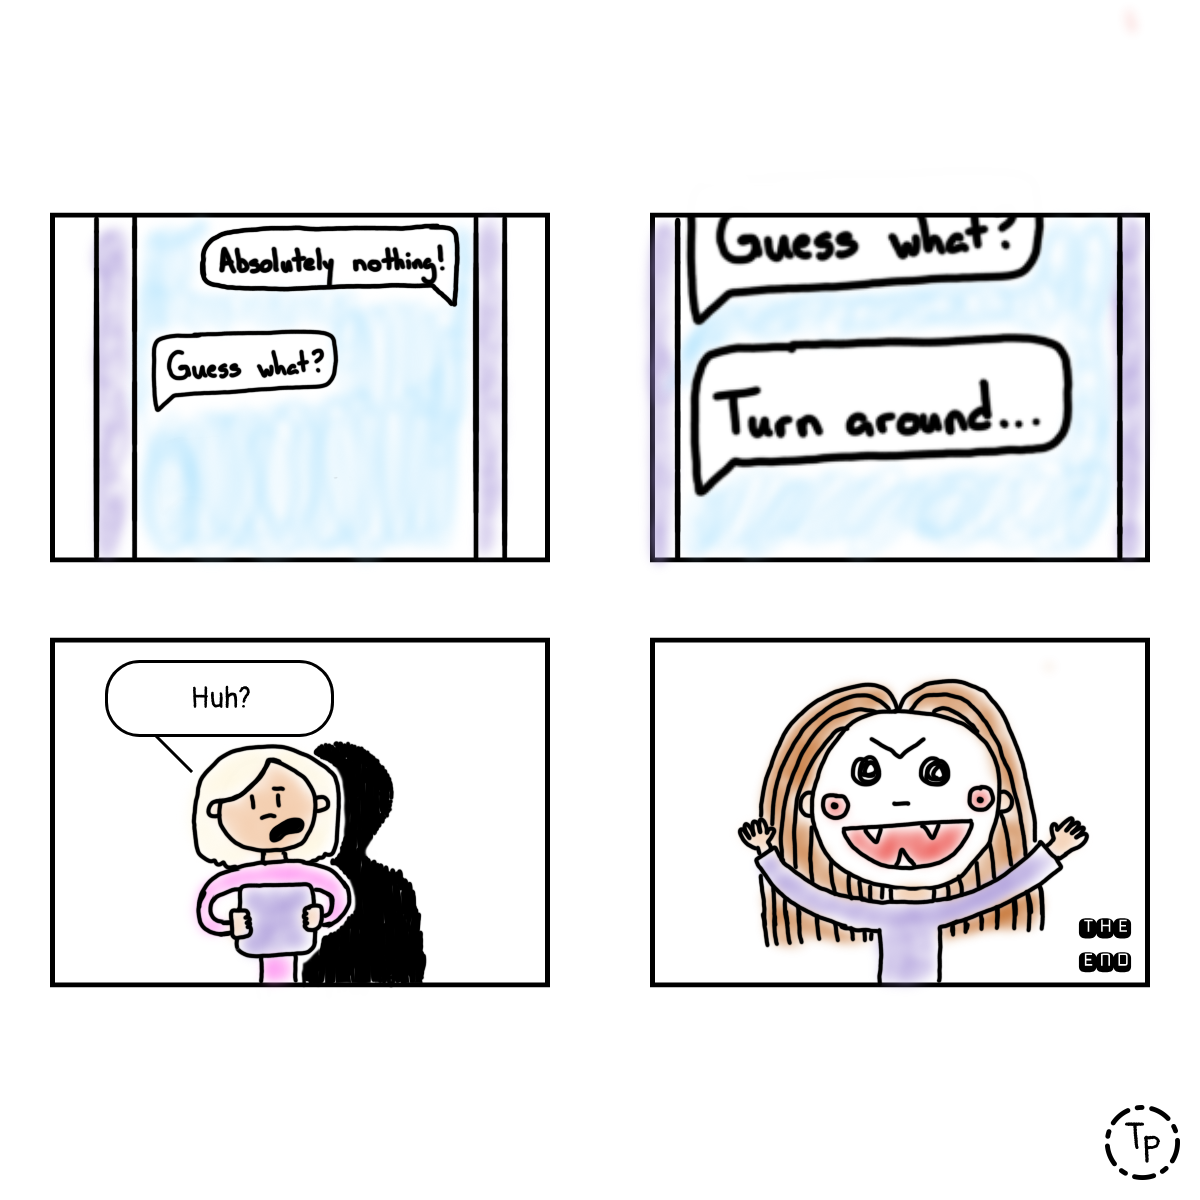 Absolutely nothing!
Guess what?
Guess what?
Turn around...
Huh?
THE
END
TP